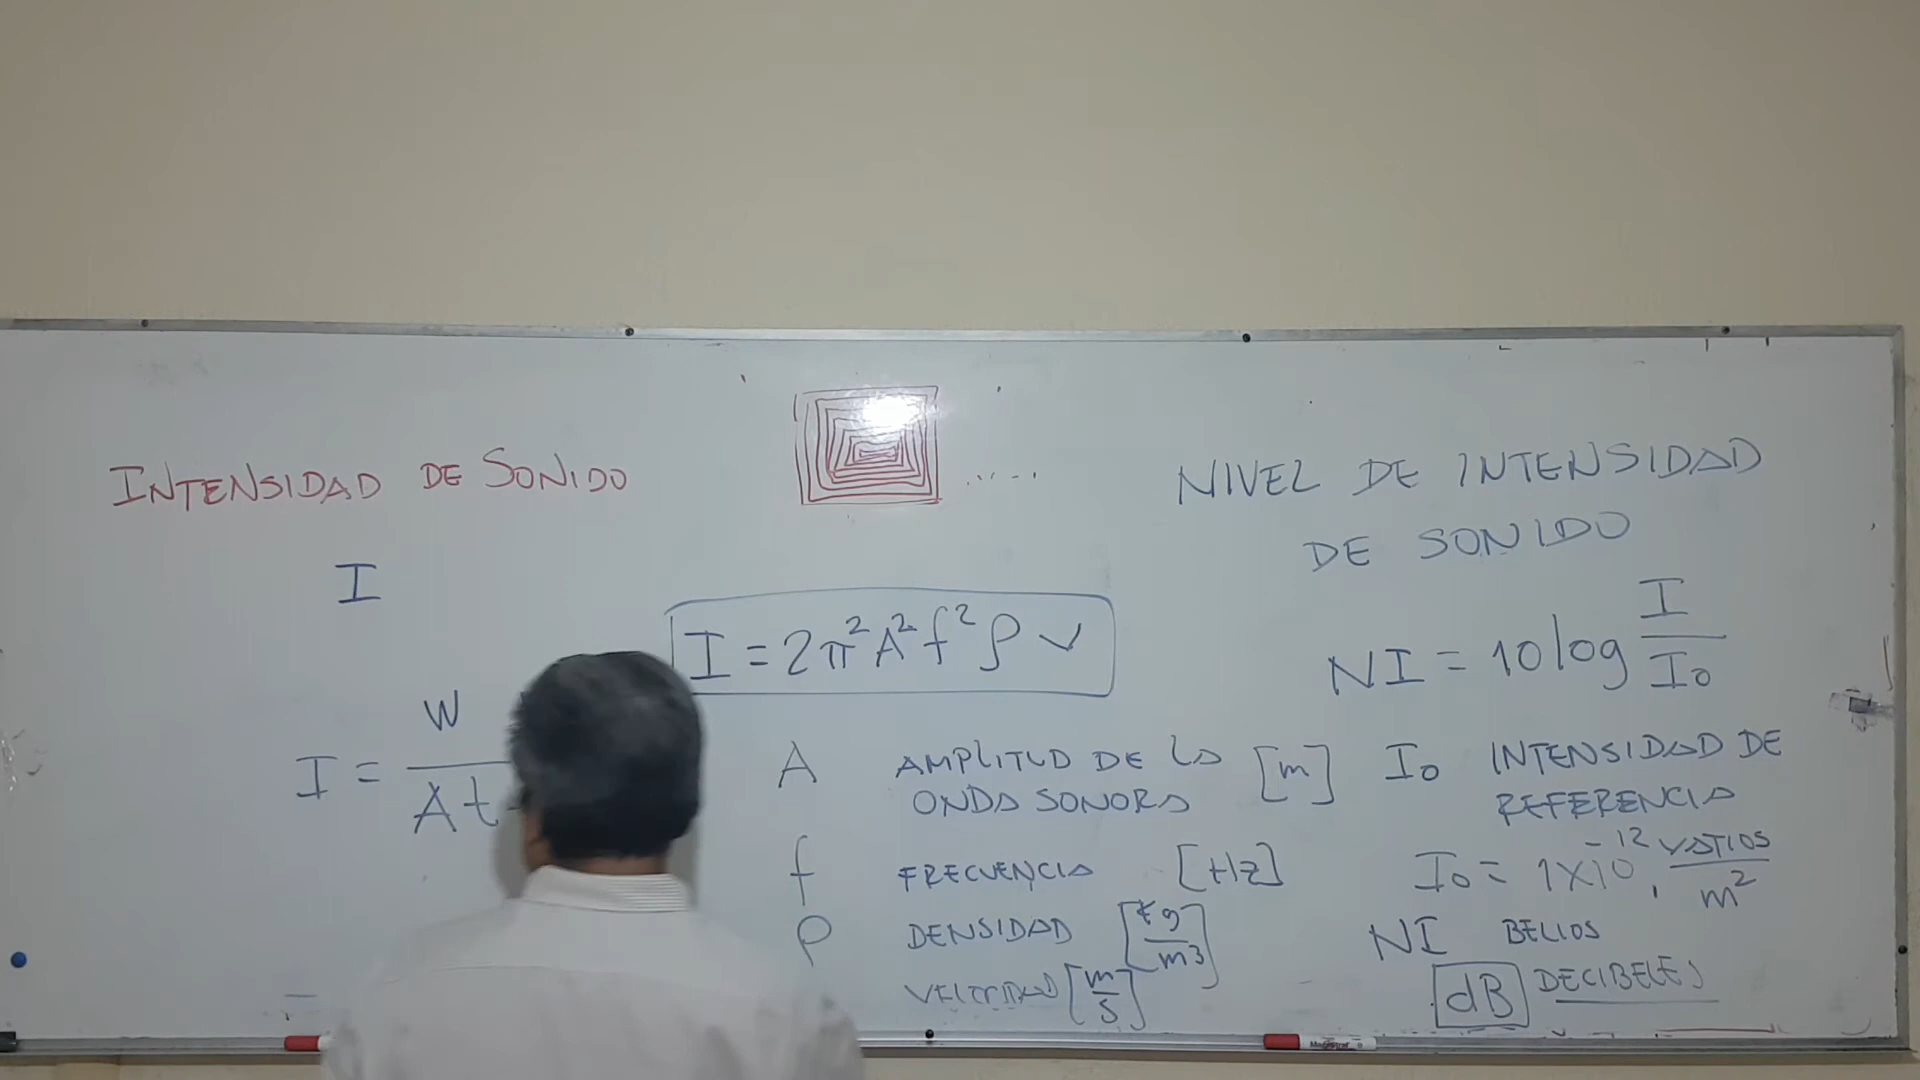 INTENSIDAD DE SONIDO
I
I = W / A t
I = 2π²A²f²ρv
A AMPLITUD DE LA [m]
ONDA SONORA
f FRECUENCIA [Hz]
ρ DENSIDAD [kg/m3]
VELOCIDAD [m/s]
NIVEL DE INTENSIDAD
DE SONIDO
NI = 10 log I/I₀
I₀ INTENSIDAD DE
REFERENCIA
I₀ = 1X10⁻¹² VATIOS/m²
NI BELIOS
dB DECIBELES